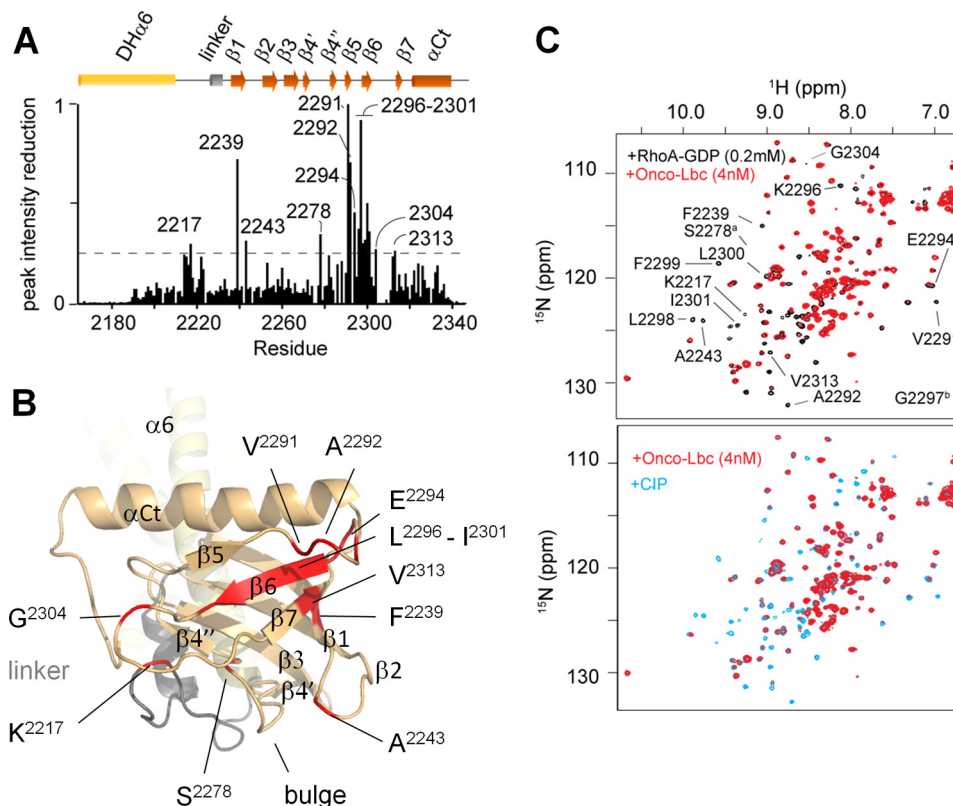 A
DHα6
linker
β1
β2
β3
β4'
β4''
β5
β6
β7
αCt
peak intensity reduction
1
0
2291
2296-2301
2292
2239
2294
2278
2304
2217
2243
2313
2180
2220
2260
2300
2340
Residue
B
α6
V2291
A2292
αCt
E2294
L2296 - I2301
β5
β6
V2313
G2304
β7
F2239
β4''
β1
linker
β3
β2
β4'
K2217
A2243
S2278
bulge
C
1H (ppm)
10.0 9.0 8.0 7.0
110
120
130
15N (ppm)
+RhoA-GDP (0.2mM)
+Onco-Lbc (4nM)
G2304
K2296
F2239
S2278a
E2294
L2300
F2299
K2217
I2301
L2298
V2291
A2243
V2313
A2292
G2297b
110
120
130
15N (ppm)
+Onco-Lbc (4nM)
+CIP